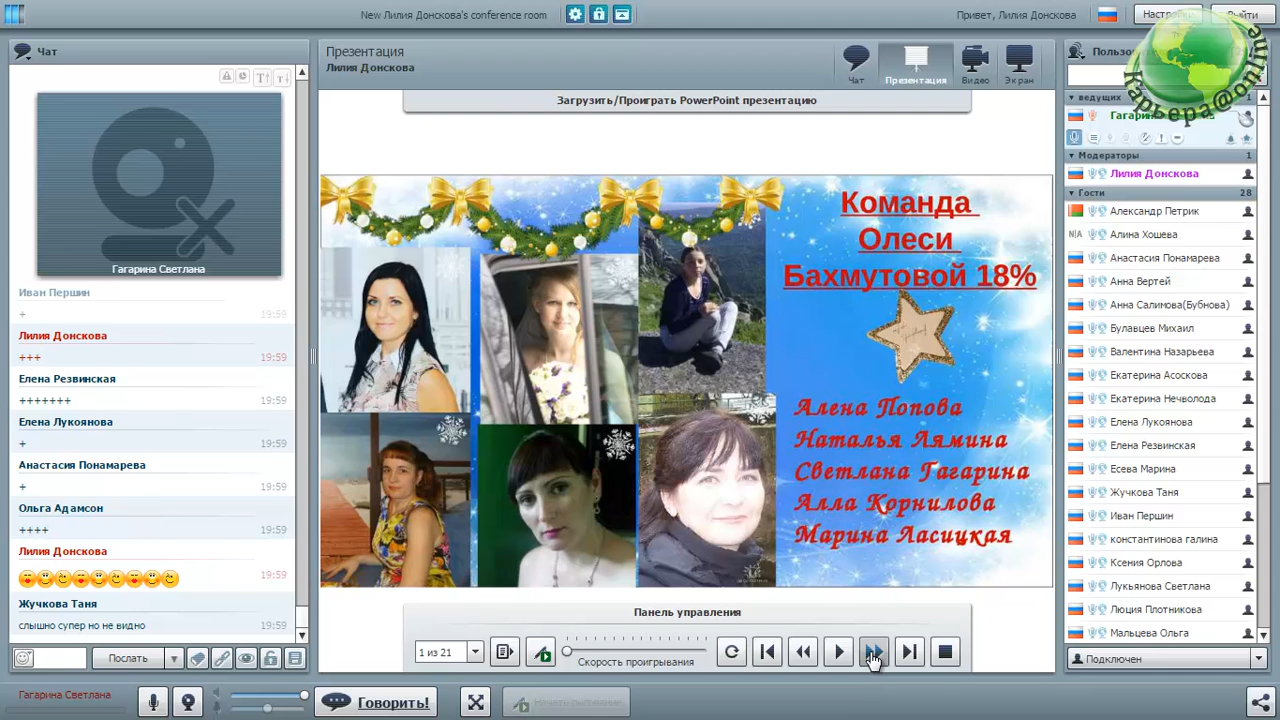 New Лилия Донскова's conference room
Привет, Лилия Донскова
Выйти
Чат
Гагарина Светлана
Иван Першин
+
19:59
Лилия Донскова
+++
19:59
Елена Резвинская
+++++++
19:59
Елена Лукоянова
+
19:59
Анастасия Понамарева
+
19:59
Ольга Адамсон
++++
19:59
Лилия Донскова
19:59
Жучкова Таня
слышно супер но не видно
19:59
Послать
Презентация
Лилия Донскова
Чат
Презентация
Видео
Экран
Загрузить/Проиграть PowerPoint презентацию
Команда
Олеси
Бахмутовой 18%
Алена Попова
Наталья Лямина
Светлана Гагарина
Алла Корнилова
Марина Ласицкая
Панель управления
1 из 21
Скорость проигрывания
Карьера@online
ведущих 1
Модераторы 1
Лилия Донскова
Гости 28
Александр Петрик
N\A Алина Хошева
Анастасия Понамарева
Анна Вертей
Анна Салимова(Бубнова)
Булавцев Михаил
Валентина Назарьева
Екатерина Асоскова
Екатерина Нечволода
Елена Лукоянова
Елена Резвинская
Есева Марина
Жучкова Таня
Иван Першин
константинова галина
Ксения Орлова
Лукьянова Светлана
Люция Плотникова
Мальцева Ольга
Подключен
Гагарина Светлана
Говорить!